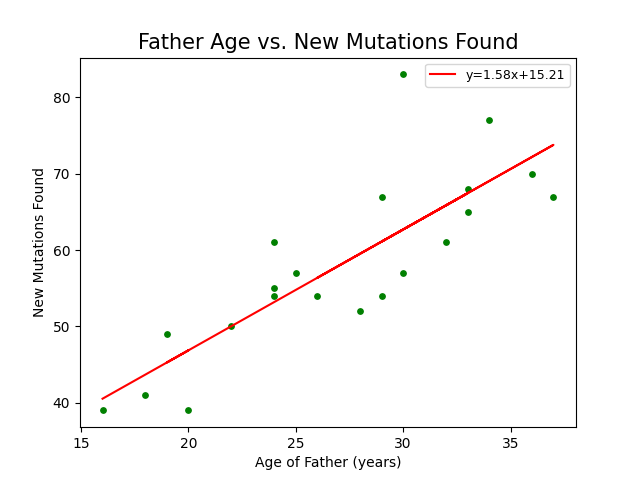 Father Age vs. New Mutations Found
y=1.58x+15.21
New Mutations Found
80
70
60
50
40
15 20 25 30 35
Age of Father (years)